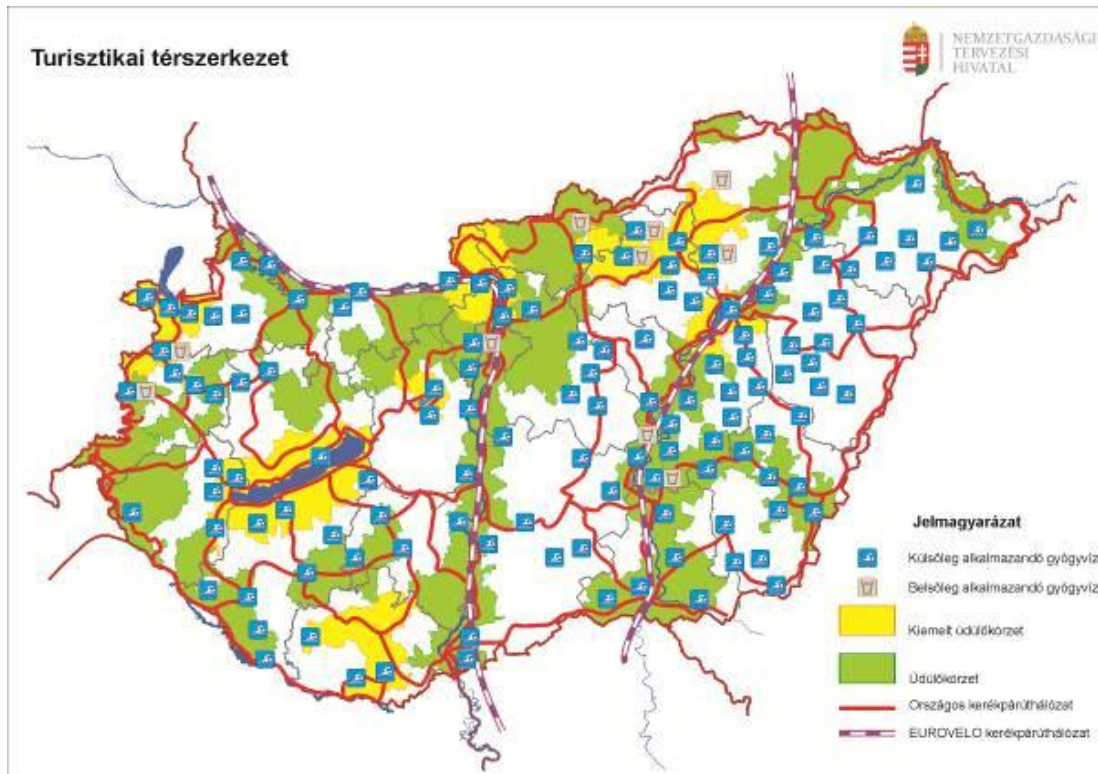 Turisztikai térszerkezet
NEMZETGAZDASÁGI
TERVEZÉSI
HIVATAL
Jelmagyarázat
Külsőleg alkalmazandó gyógyvíz
Belsőleg alkalmazandó gyógyvíz
Kiemelt üdülőkörzet
Üdülőkörzet
Országos kerékpárúthálózat
EUROVELO kerékpárúthálózat